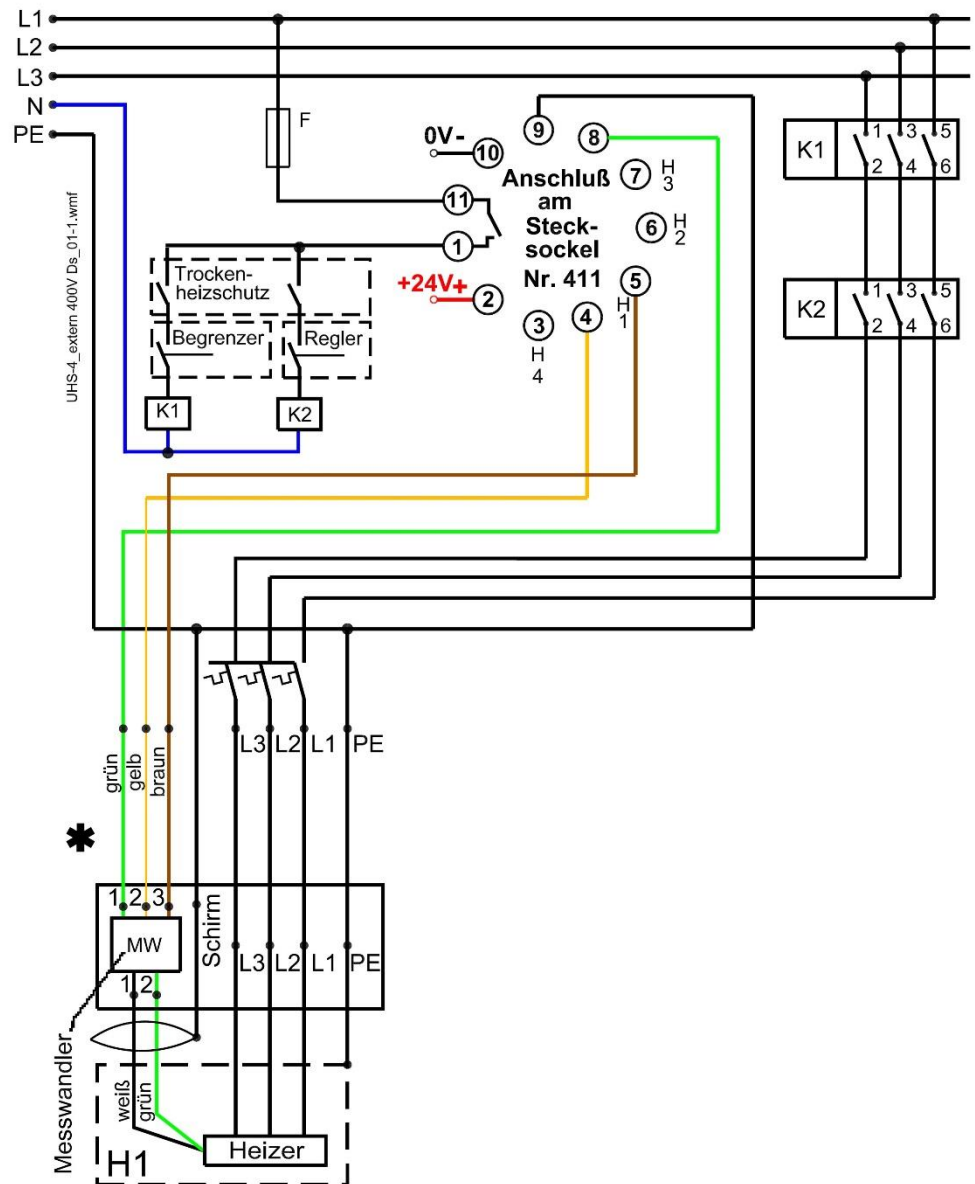 L1
L2
L3
N
PE
F
0V-
10
9
8
7
H
3
6
H
2
5
H
1
4
3
H
4
+24V+
2
1
11
Anschluß
am
Steck-
sockel
Nr. 411
K1
1 3 5
2 4 6
K2
1 3 5
2 4 6
UHS-4_extern 400V Ds_01-1.wmf
Trocken-
heizschutz
Begrenzer
Regler
K1
K2
grün
gelb
braun
L3 L2 L1 PE
*
1 2 3
MW
1 2
Schirm
L3 L2 L1 PE
Messwandler
weiß
grün
Heizer
H1